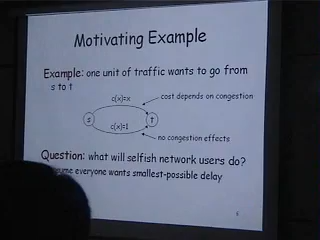 Motivating Example
Example: one unit of traffic wants to go from
s to t
c(x)=x
cost depends on congestion
s
t
c(x)=1
no congestion effects
Question: what will selfish network users do?
everyone wants smallest-possible delay